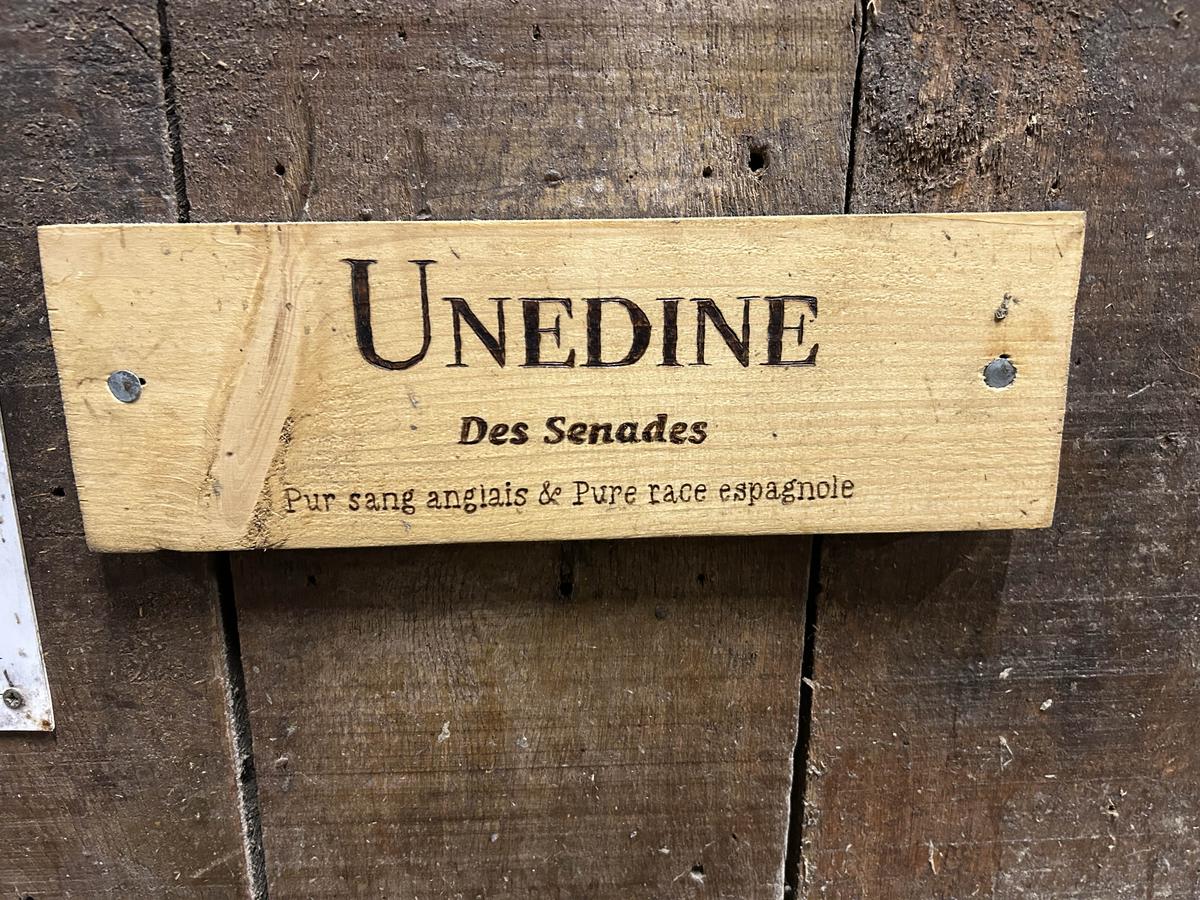 UNEDINE
Des Senades
Pur sang anglais & Pure race espagnole